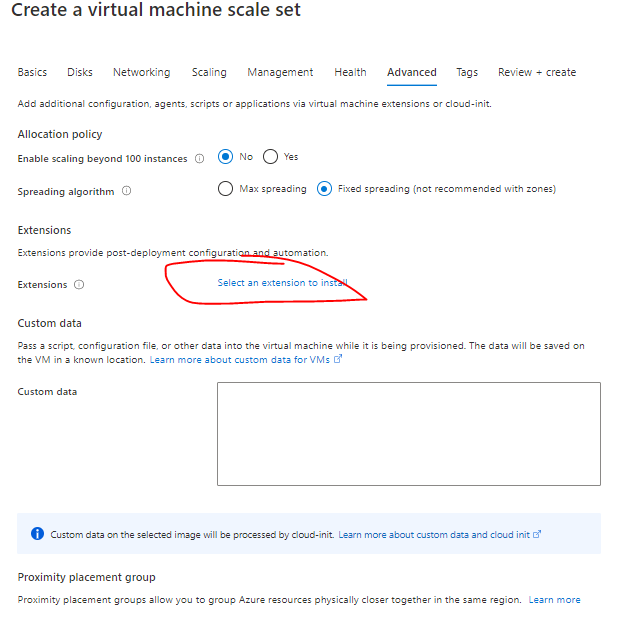 Create a virtual machine scale set
Basics Disks Networking Scaling Management Health Advanced Tags Review + create
Add additional configuration, agents, scripts or applications via virtual machine extensions or cloud-init.
Allocation policy
Enable scaling beyond 100 instances No Yes
Spreading algorithm Max spreading Fixed spreading (not recommended with zones)
Extensions
Extensions provide post-deployment configuration and automation.
Extensions Select an extension to install
Custom data
Pass a script, configuration file, or other data into the virtual machine while it is being provisioned. The data will be saved on
the VM in a known location. Learn more about custom data for VMs
Custom data
Custom data on the selected image will be processed by cloud-init. Learn more about custom data and cloud init
Proximity placement group
Proximity placement groups allow you to group Azure resources physically closer together in the same region. Learn more